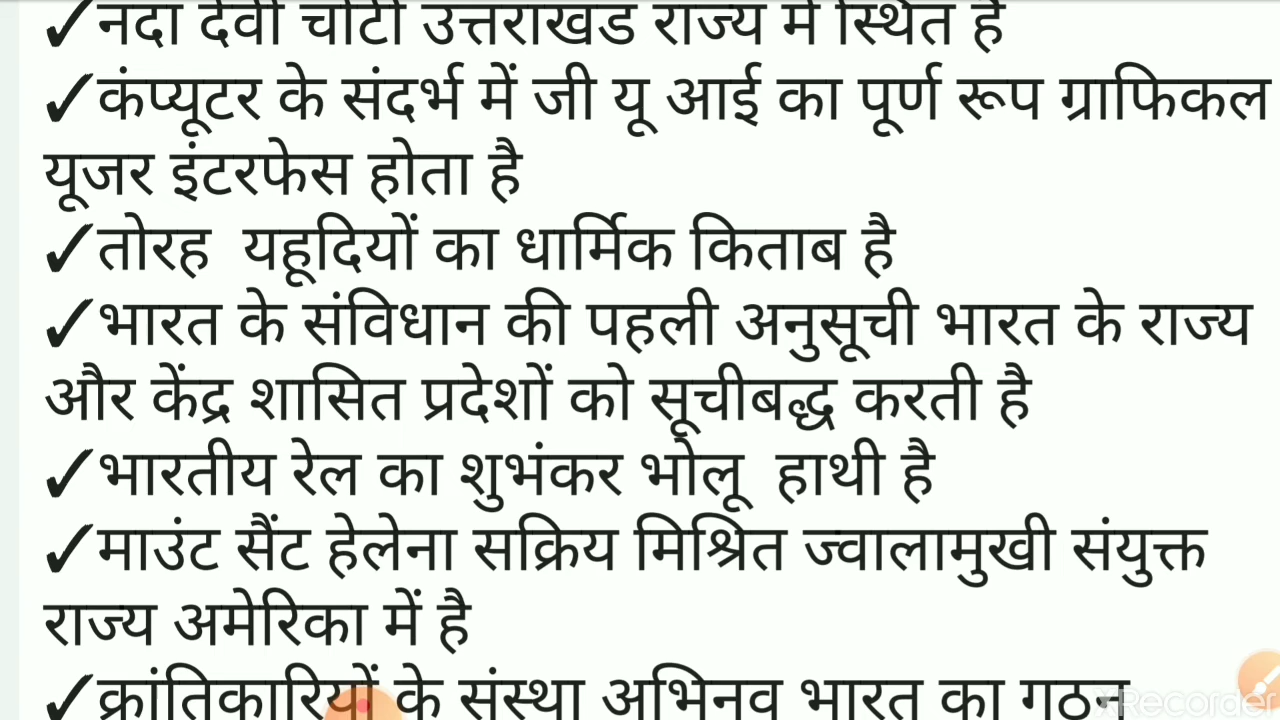 ✓नंदा देवी चोटी उत्तराखंड राज्य में स्थित है
✓कंप्यूटर के संदर्भ में जी यू आई का पूर्ण रूप ग्राफिकल
यूजर इंटरफेस होता है
✓तोरह यहूदियों का धार्मिक किताब है
✓भारत के संविधान की पहली अनुसूची भारत के राज्य
और केंद्र शासित प्रदेशों को सूचीबद्ध करती है
✓भारतीय रेल का शुभंकर भोलू हाथी है
✓माउंट सैंट हेलेना सक्रिय मिश्रित ज्वालामुखी संयुक्त
राज्य अमेरिका में है
✓क्रांतिकारियों के संस्था अभिनव भारत का गठन
XRecorder